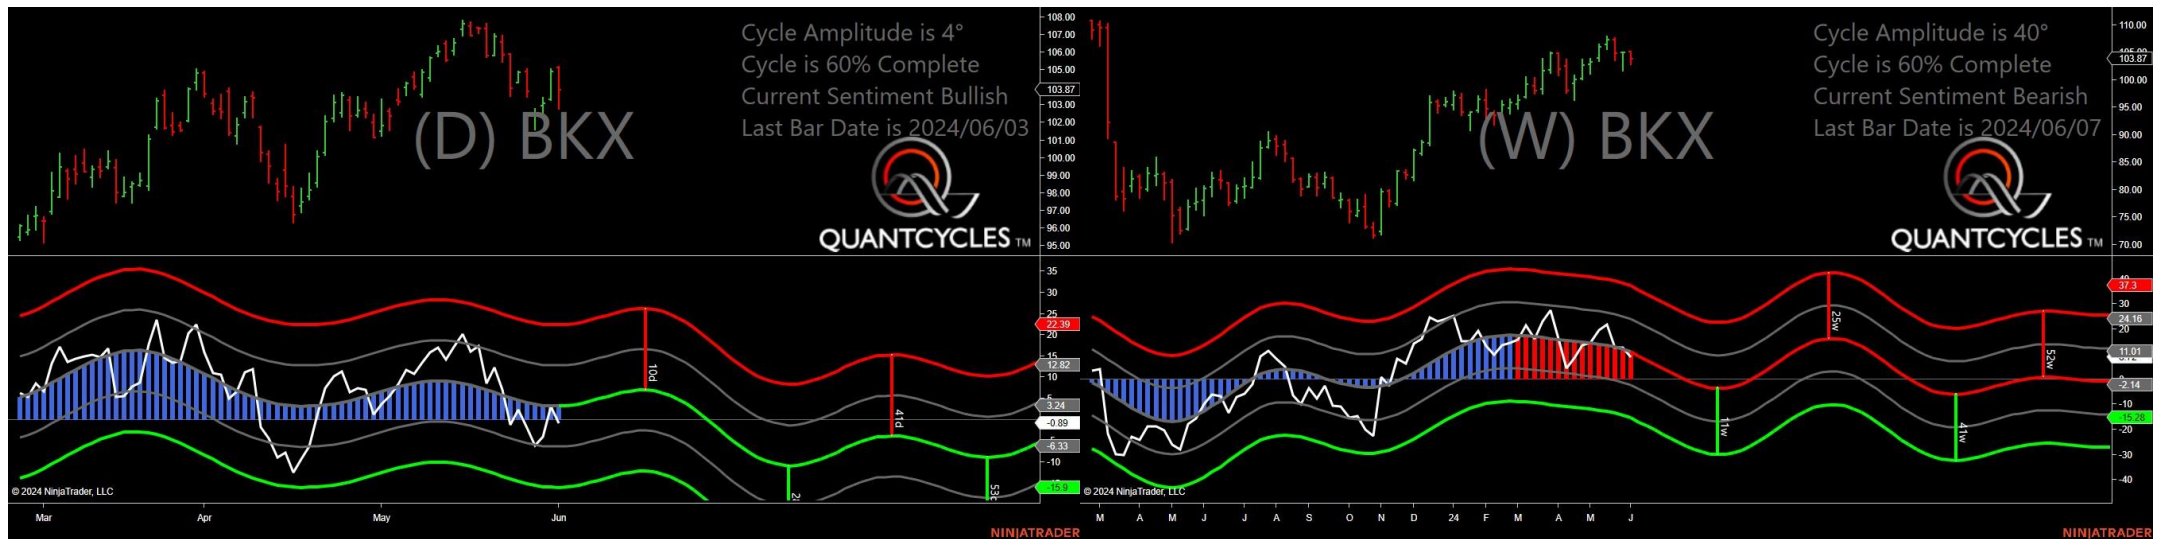 Cycle Amplitude is 4°
Cycle is 60% Complete
Current Sentiment Bullish
Last Bar Date is 2024/06/03
(D) BKX
QUANTCYCLES TM
108.00
107.00
106.00
105.00
103.87
103.00
102.00
101.00
100.00
99.00
98.00
97.00
96.00
95.00
35
30
25
22.39
20
15
12.82
10
3.24
-0.89
-6.33
-10
-15.9
10d
41d
© 2024 NinjaTrader, LLC
Mar Apr May Jun
NINJATRADER
Cycle Amplitude is 40°
Cycle is 60% Complete
Current Sentiment Bearish
Last Bar Date is 2024/06/07
(W) BKX
QUANTCYCLES TM
110.00
105.00
103.87
100.00
95.00
90.00
85.00
80.00
75.00
70.00
37.3
30
24.16
20
11.01
-2.14
-10
-15.28
-20
-30
-40
11w
25w
41w
52w
© 2024 NinjaTrader, LLC
M A M J J A S O N D 24 F M A M J
NINJATRADER